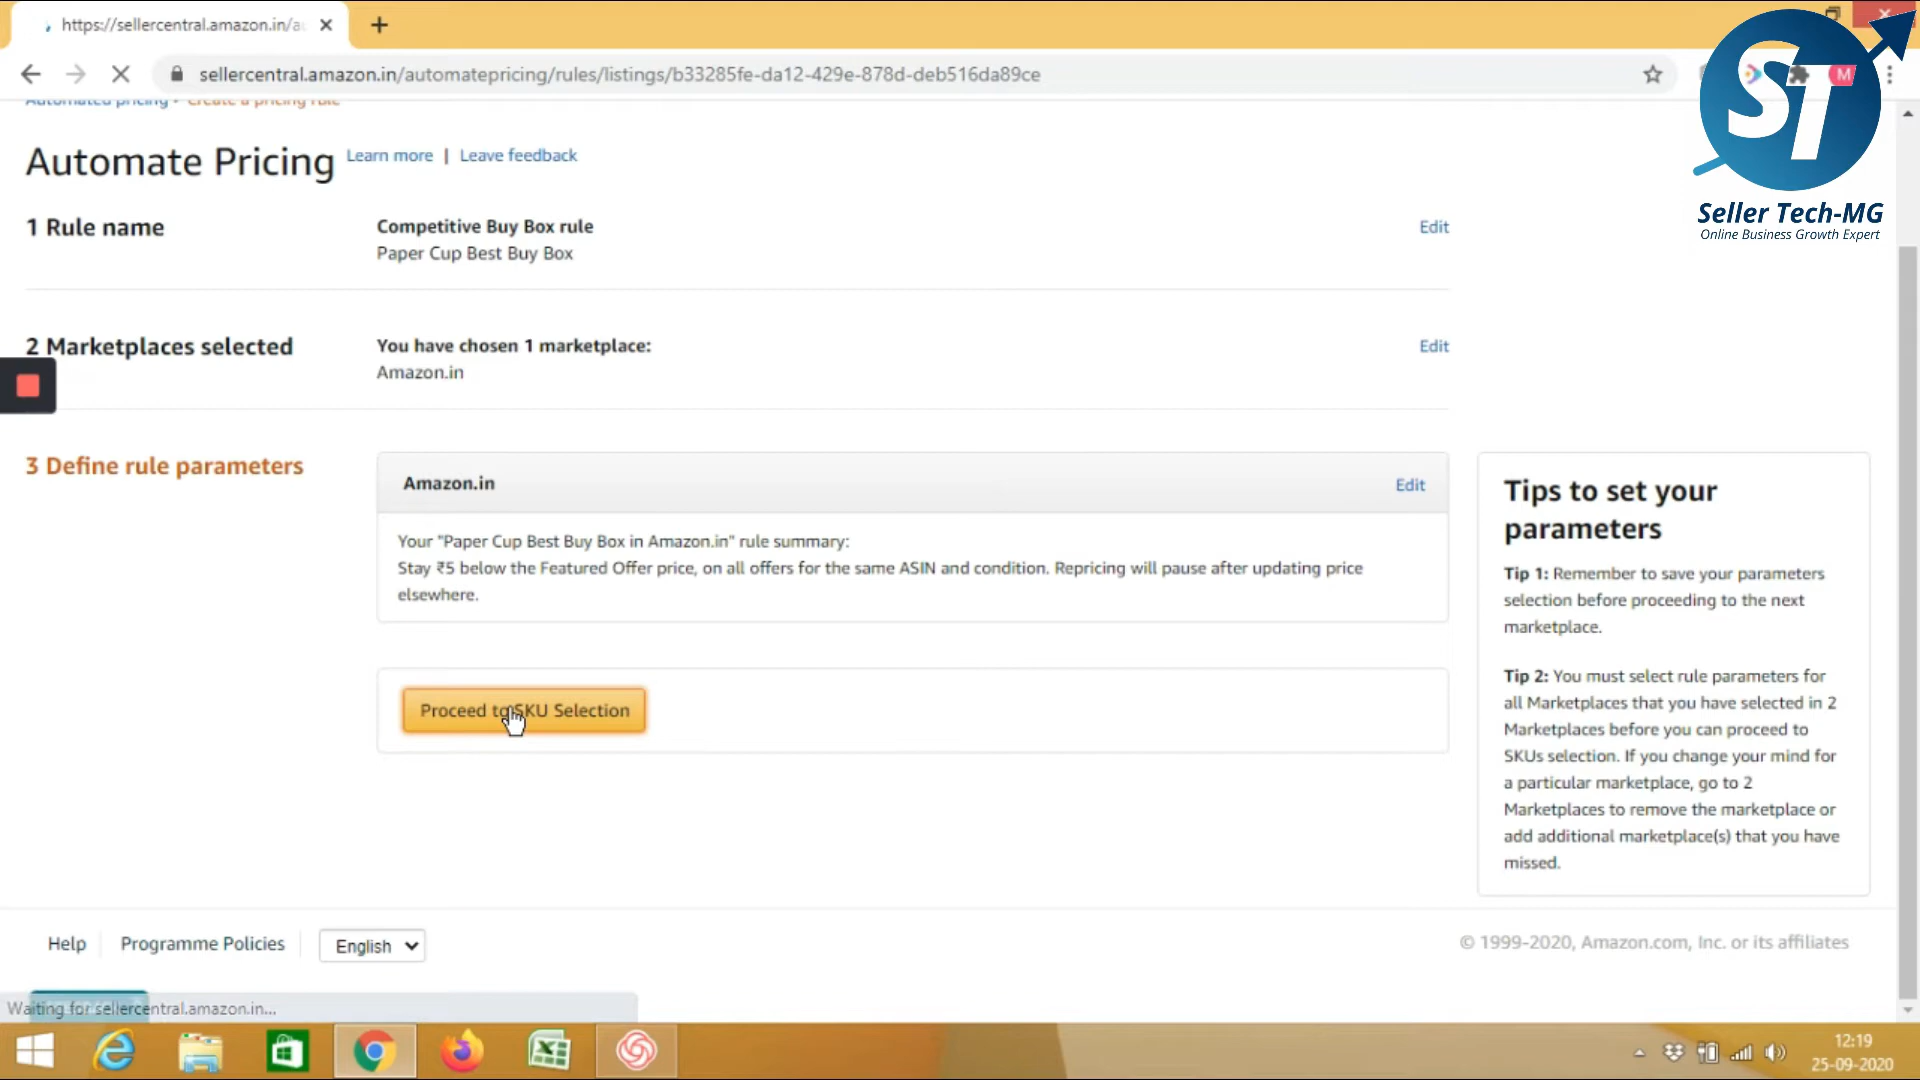 https://sellercentral.amazon.in/a
sellercentral.amazon.in/automatepricing/rules/listings/b33285fe-da12-429e-878d-deb516da89ce
M
ST
Seller Tech-MG
Online Business Growth Expert
Automated pricing › Create a pricing rule
Automate Pricing Learn more | Leave feedback
1 Rule name
Competitive Buy Box rule
Edit
Paper Cup Best Buy Box
2 Marketplaces selected
You have chosen 1 marketplace:
Edit
Amazon.in
3 Define rule parameters
Amazon.in
Edit
Your "Paper Cup Best Buy Box in Amazon.in" rule summary:
Stay ₹5 below the Featured Offer price, on all offers for the same ASIN and condition. Repricing will pause after updating price
elsewhere.
Proceed to SKU Selection
Tips to set your
parameters
Tip 1: Remember to save your parameters
selection before proceeding to the next
marketplace.
Tip 2: You must select rule parameters for
all Marketplaces that you have selected in 2
Marketplaces before you can proceed to
SKUs selection. If you change your mind for
a particular marketplace, go to 2
Marketplaces to remove the marketplace or
add additional marketplace(s) that you have
missed.
Help
Programme Policies
English
© 1999-2020, Amazon.com, Inc. or its affiliates
Waiting for sellercentral.amazon.in...
12:19
25-09-2020